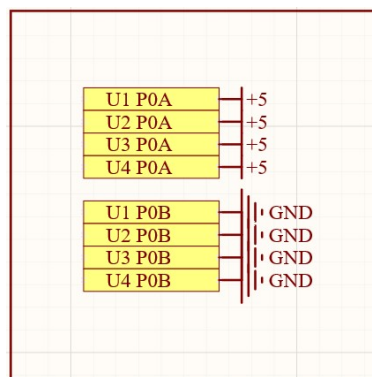 U1 P0A +5
U2 P0A +5
U3 P0A +5
U4 P0A +5
U1 P0B GND
U2 P0B GND
U3 P0B GND
U4 P0B GND